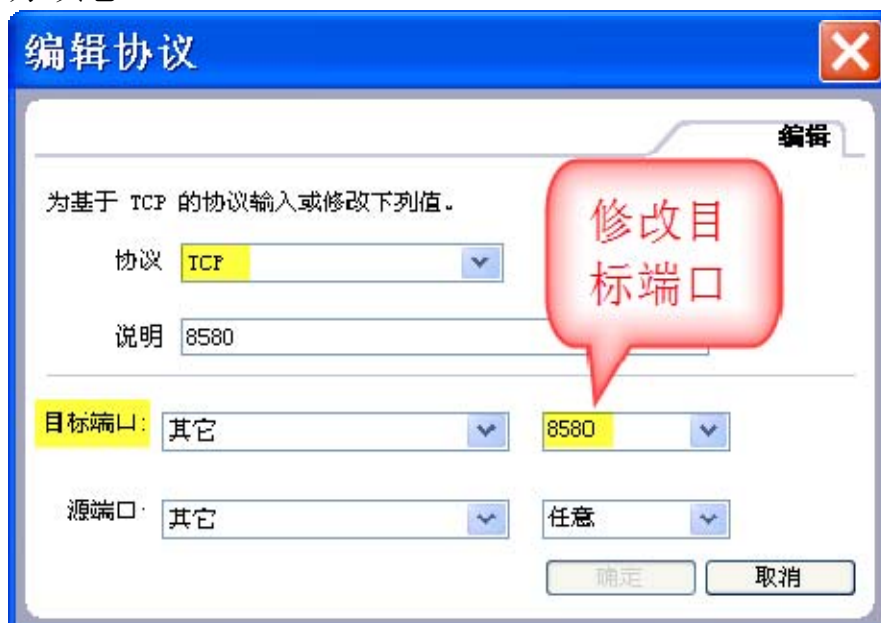 编辑协议
编辑
为基于 TCP 的协议输入或修改下列值。
修改目
标端口
协议 TCP
说明 8580
目标端口: 其它 8580
源端口: 其它 任意
确定 取消